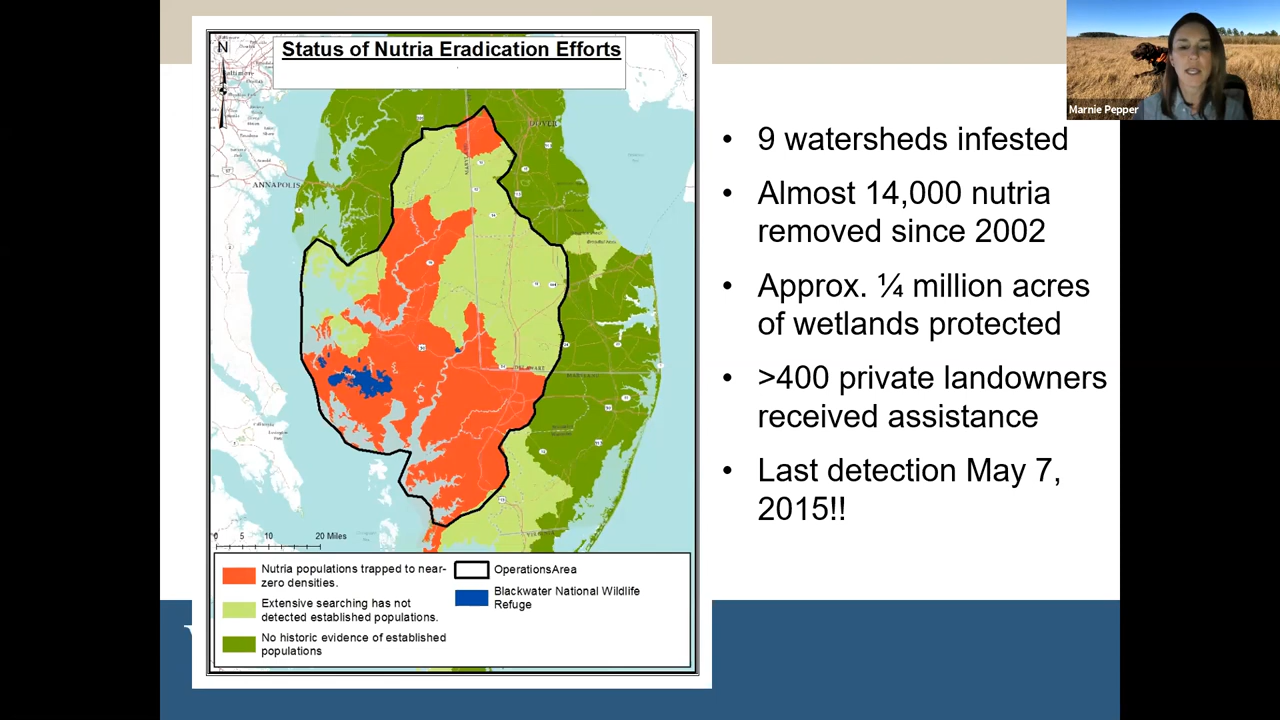 Status of Nutria Eradication Efforts
N
Marnie Pepper
ANNAPOLIS
DOVER
9 watersheds infested
Almost 14,000 nutria
removed since 2002
Approx. ¼ million acres
of wetlands protected
>400 private landowners
received assistance
Last detection May 7,
2015!!
0 5 10 20 Miles
Nutria populations trapped to near-
zero densities.
Extensive searching has not
detected established populations.
No historic evidence of established
populations
OperationsArea
Blackwater National Wildlife
Refuge